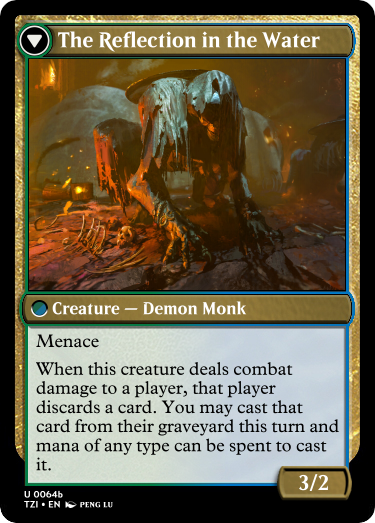 The Reflection in the Water
Creature — Demon Monk
Menace
When this creature deals combat
damage to a player, that player
discards a card. You may cast that
card from their graveyard this turn and
mana of any type can be spent to cast
it.
3/2
U 0064b
TZI • EN PENG LU